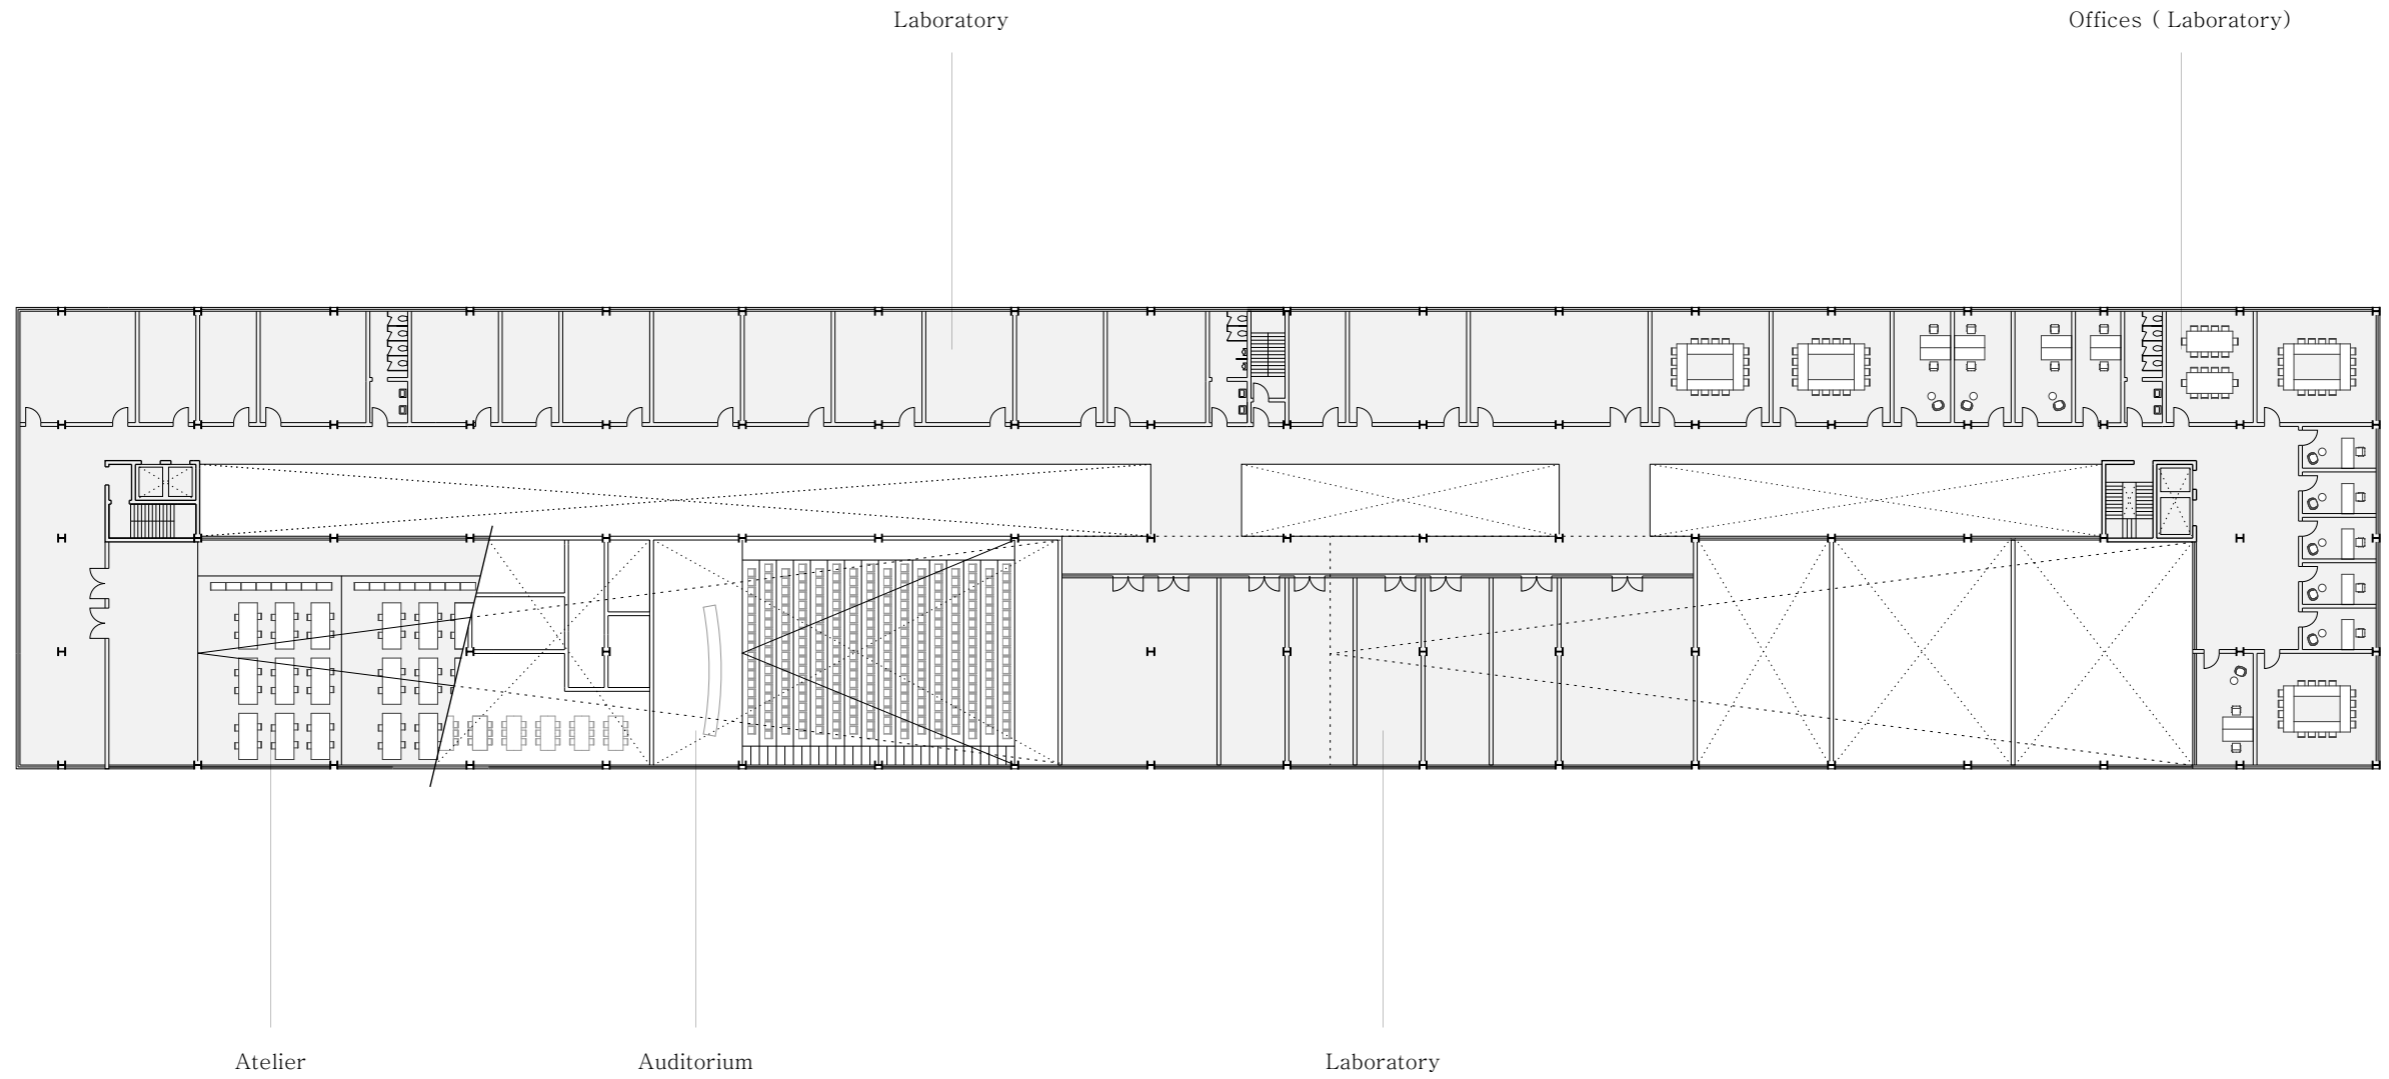 Laboratory
Offices ( Laboratory)
Atelier
Auditorium
Laboratory